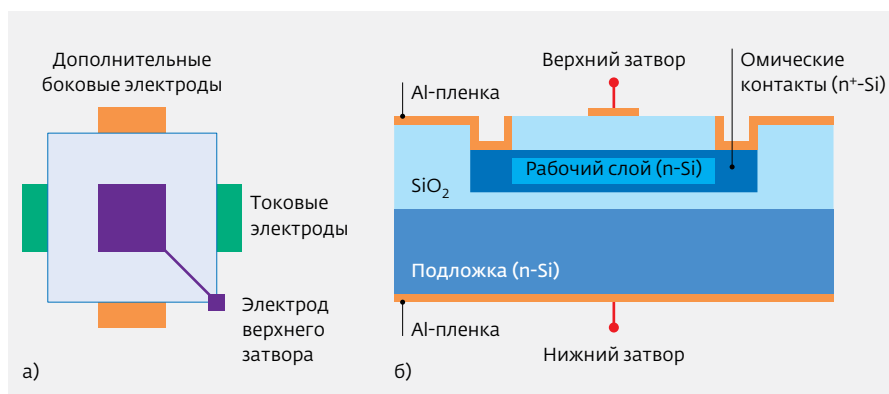 Дополнительные
боковые электроды
Токовые
электроды
Электрод
верхнего
затвора
а)
Верхний затвор
Омические
контакты (n⁺-Si)
Al-пленка
Рабочий слой (n-Si)
SiO₂
Подложка (n-Si)
Al-пленка
Нижний затвор
б)